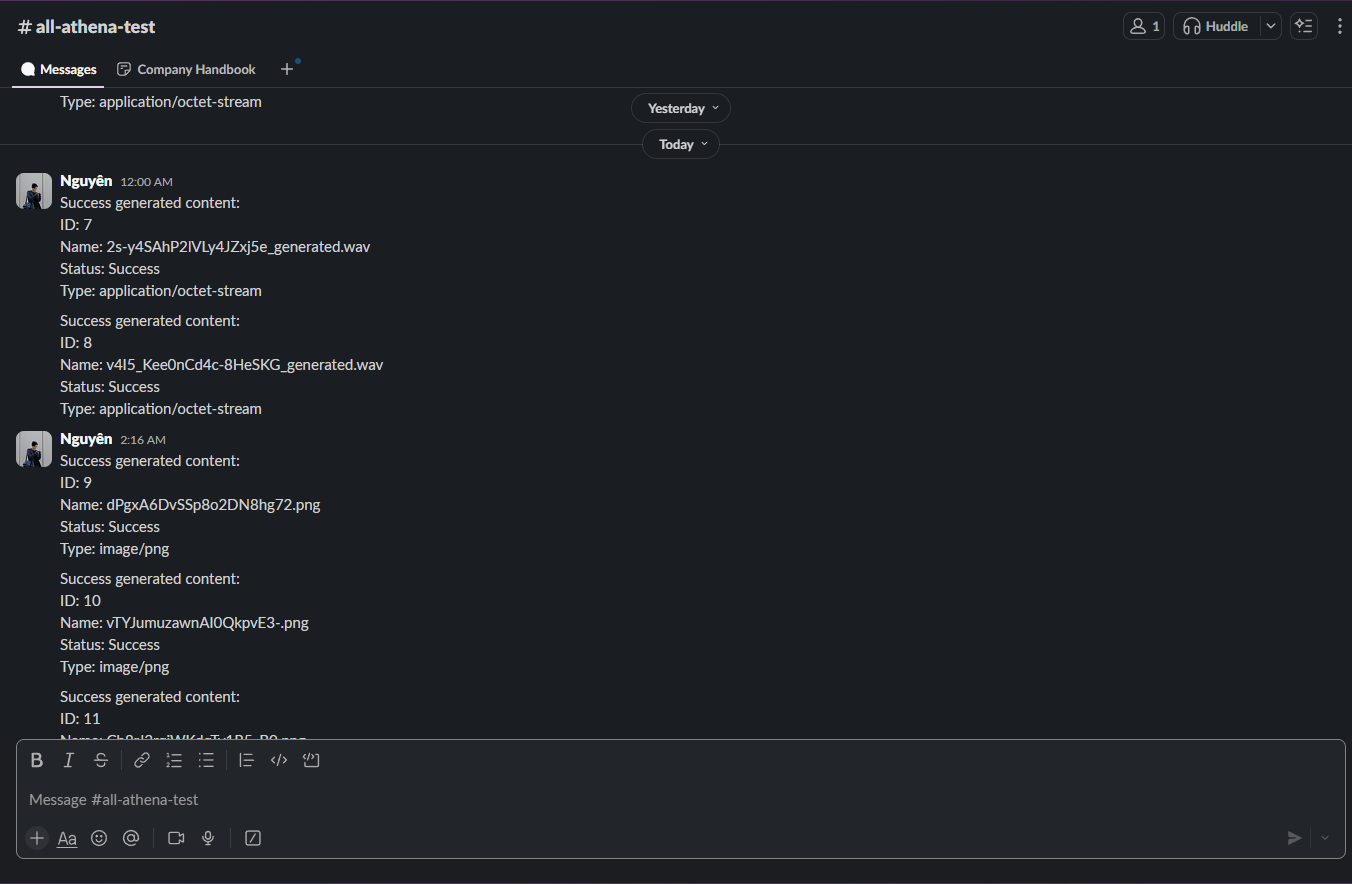 # all-athena-test
1
Huddle
Messages
Company Handbook
Type: application/octet-stream
Yesterday
Today
Nguyên 12:00 AM
Success generated content:
ID: 7
Name: 2s-y4SAhP2IVLy4JZxj5e_generated.wav
Status: Success
Type: application/octet-stream
Success generated content:
ID: 8
Name: v4I5_Kee0nCd4c-8HeSKG_generated.wav
Status: Success
Type: application/octet-stream
Nguyên 2:16 AM
Success generated content:
ID: 9
Name: dPgxA6DvSSp8o2DN8hg72.png
Status: Success
Type: image/png
Success generated content:
ID: 10
Name: vTYJumuzawnAI0QkpvE3-.png
Status: Success
Type: image/png
Success generated content:
ID: 11
Message #all-athena-test
Aa